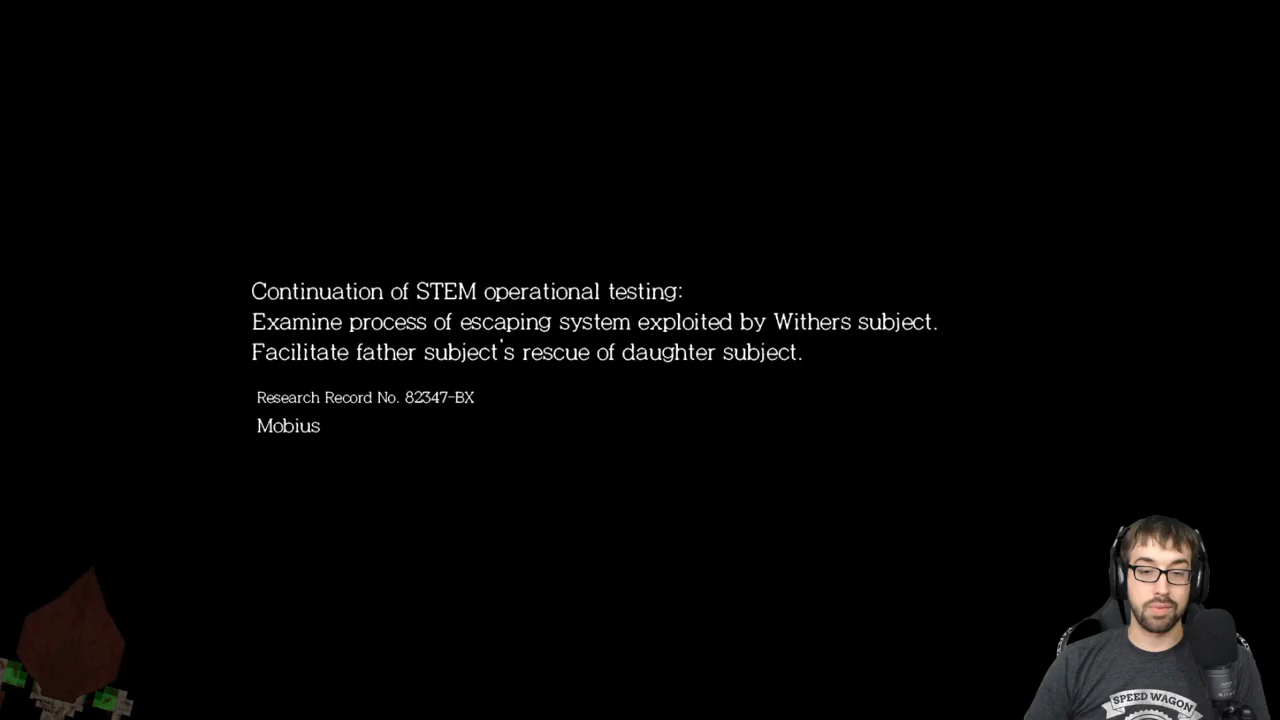 Continuation of STEM operational testing:
Examine process of escaping system exploited by Withers subject.
Facilitate father subject's rescue of daughter subject.
Research Record No. 82347-BX
Mobius
SPEED WAGON